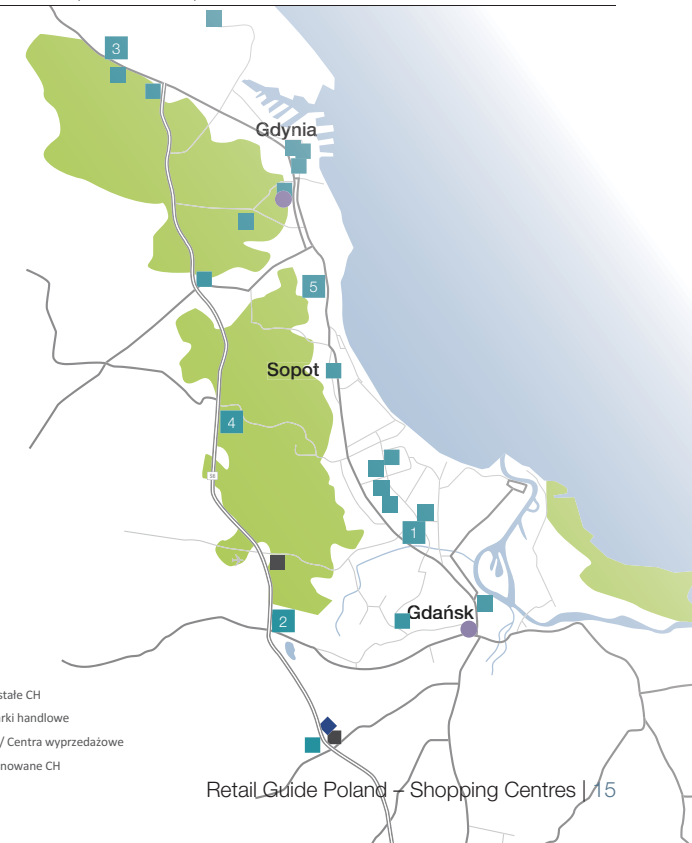 3
Gdynia
5
Sopot
4
1
Gdańsk
2
stałe CH
rki handlowe
/ Centra wyprzedażowe
nowane CH
Retail Guide Poland – Shopping Centres | 15